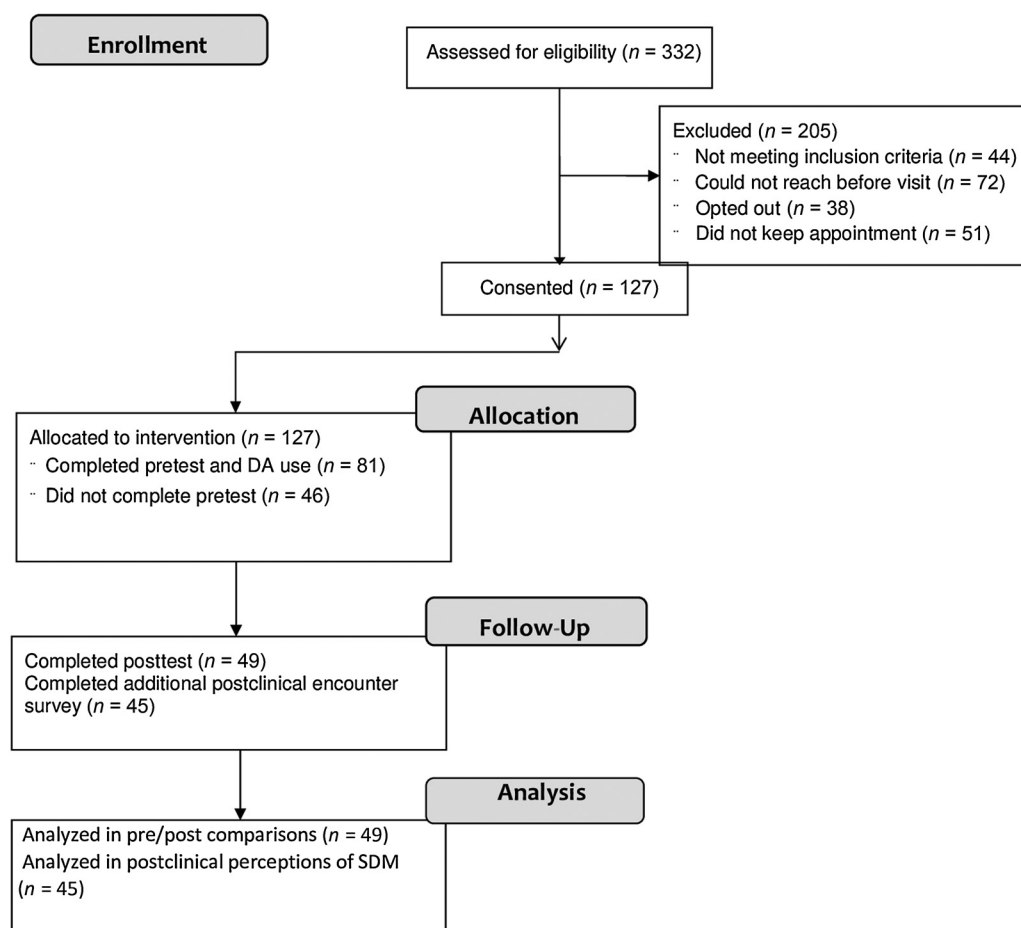 Enrollment
Assessed for eligibility (n = 332)
Excluded (n = 205)
¨ Not meeting inclusion criteria (n = 44)
¨ Could not reach before visit (n = 72)
¨ Opted out (n = 38)
¨ Did not keep appointment (n = 51)
Consented (n = 127)
Allocation
Allocated to intervention (n = 127)
¨ Completed pretest and DA use (n = 81)
¨ Did not complete pretest (n = 46)
Follow-Up
Completed posttest (n = 49)
Completed additional postclinical encounter
survey (n = 45)
Analysis
Analyzed in pre/post comparisons (n = 49)
Analyzed in postclinical perceptions of SDM
(n = 45)